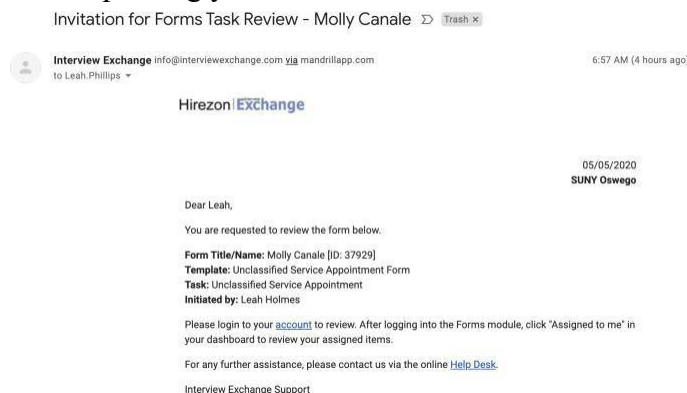 Invitation for Forms Task Review - Molly Canale Trash ×
Interview Exchange info@interviewexchange.com via mandrillapp.com 6:57 AM (4 hours ago)
to Leah.Phillips
Hirezon Exchange
05/05/2020
SUNY Oswego
Dear Leah,
You are requested to review the form below.
Form Title/Name: Molly Canale [ID: 37929]
Template: Unclassified Service Appointment Form
Task: Unclassified Service Appointment
Initiated by: Leah Holmes
Please login to your account to review. After logging into the Forms module, click "Assigned to me" in
your dashboard to review your assigned items.
For any further assistance, please contact us via the online Help Desk.
Interview Exchange Support